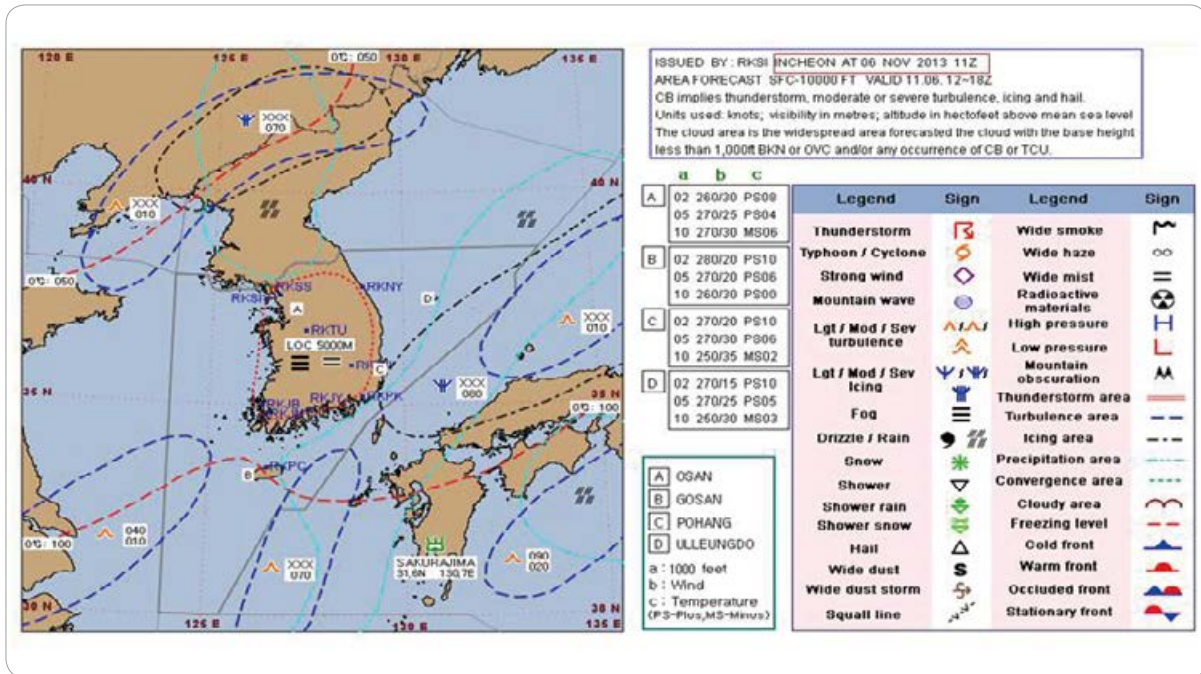 120 E
125 E
0℃: 050
130 E
135 E
XXX
070
40 N
40 N
XXX
010
0℃: 050
RKSS
RKNY
RKSI
A
D
RKTU
LOC 5000M
XXX
010
C
35 N
XXX
060
RKJB
RKJY
RKPK
0℃: 100
B
RKPC
040
010
0℃: 100
XXX
070
SAKURAJIMA
31,6N 130,7E
090
020
30 N
30 N
125 E
130 E
135 E
ISSUED BY: RKSI INCHEON AT 06 NOV 2013 11Z
AREA FORECAST SFC-10000 FT VALID 11.06. 12~18Z
CB implies thunderstorm, moderate or severe turbulence, icing and hail.
Units used: knots; visibility in metres; altitude in hectofeet above mean sea level
The cloud area is the widespread area forecasted the cloud with the base height
less than 1,000ft BKN or OVC and/or any occurrence of CB or TCU.
a b c
A
02 260/30 PS08
05 270/25 PS04
10 270/30 MS06
B
02 280/20 PS10
05 270/20 PS06
10 260/30 PS00
C
02 270/20 PS10
05 270/30 PS06
10 250/35 MS02
D
02 270/15 PS10
05 270/25 PS05
10 260/30 MS03
A OSAN
B GOSAN
C POHANG
D ULLEUNGDO
a : 1000 feet
b : Wind
c : Temperature
(PS-Plus,MS-Minus)
Legend Sign Legend Sign
Thunderstorm Wide smoke
Typhoon / Cyclone Wide haze
Strong wind Wide mist
Mountain wave Radioactive
materials
Lgt / Mod / Sev
turbulence
High pressure
Low pressure
Lgt / Mod / Sev
Icing
Mountain
obscuration
Thunderstorm area
Fog Turbulence area
Drizzle / Rain Icing area
Snow Precipitation area
Shower Convergence area
Shower rain Cloudy area
Shower snow Freezing level
Hail Cold front
Wide dust S Warm front
Wide dust storm Occluded front
Squall line Stationary front